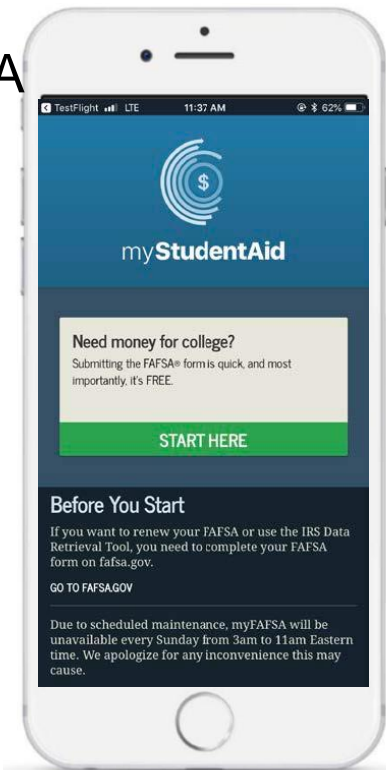 A
TestFlight LTE 11:37 AM 62%
$
myStudentAid
Need money for college?
Submitting the FAFSA® form is quick, and most
importantly, it's FREE.
START HERE
Before You Start
If you want to renew your FAFSA or use the IRS Data
Retrieval Tool, you need to complete your FAFSA
form on fafsa.gov.
GO TO FAFSA.GOV
Due to scheduled maintenance, myFAFSA will be
unavailable every Sunday from 3am to 11am Eastern
time. We apologize for any inconvenience this may
cause.